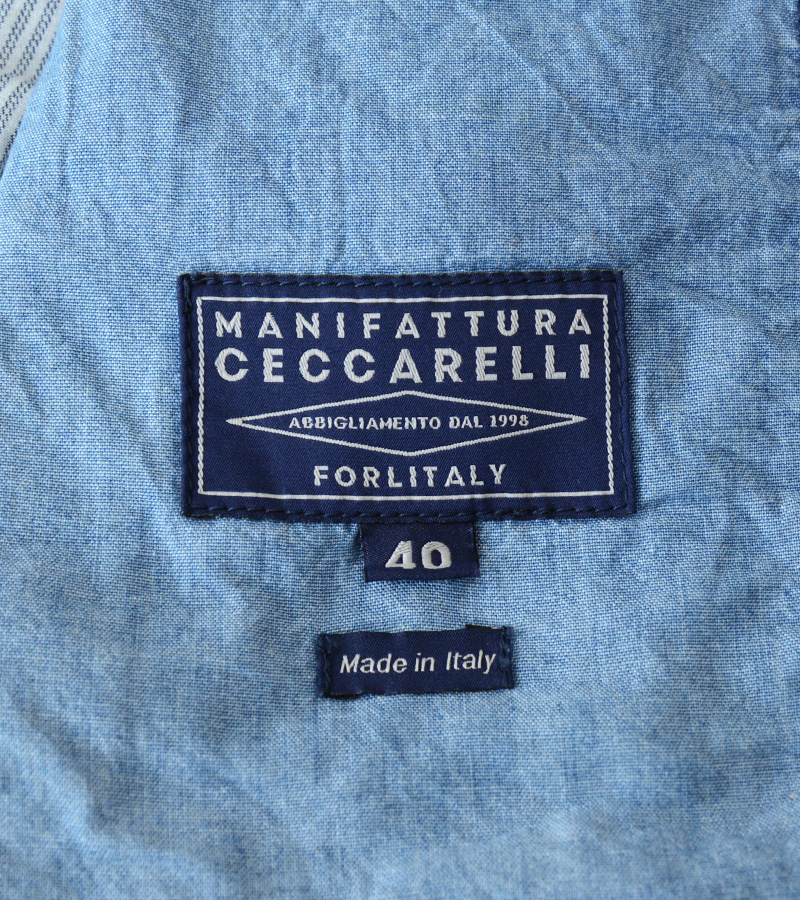 MANIFATTURA
CECCARELLI
ABBIGLIAMENTO DAL 1998
FORLITALY
40
Made in Italy